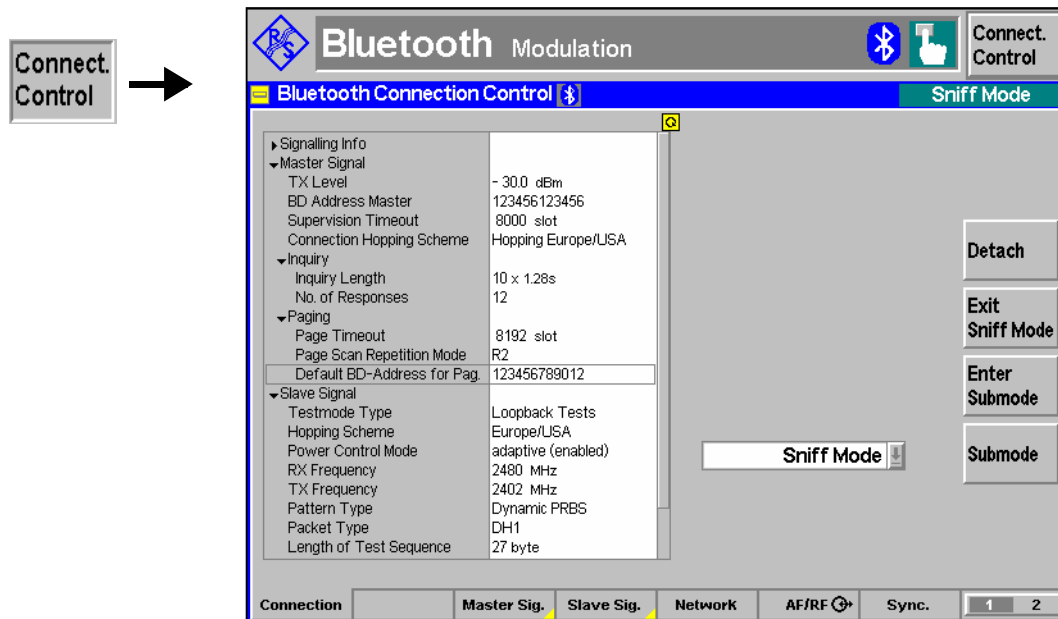 Connect.
Control
R S
Bluetooth Modulation
Connect.
Control
Bluetooth Connection Control
Sniff Mode
Signalling Info
Master Signal
TX Level - 30.0 dBm
BD Address Master 123456123456
Supervision Timeout 8000 slot
Connection Hopping Scheme Hopping Europe/USA
Inquiry
Inquiry Length 10 x 1.28s
No. of Responses 12
Paging
Page Timeout 8192 slot
Page Scan Repetition Mode R2
Default BD-Address for Pag. 123456789012
Slave Signal
Testmode Type Loopback Tests
Hopping Scheme Europe/USA
Power Control Mode adaptive (enabled)
RX Frequency 2480 MHz
TX Frequency 2402 MHz
Pattern Type Dynamic PRBS
Packet Type DH1
Length of Test Sequence 27 byte
Sniff Mode
Detach
Exit
Sniff Mode
Enter
Submode
Submode
Connection Master Sig. Slave Sig. Network AF/RF Sync. 1 2